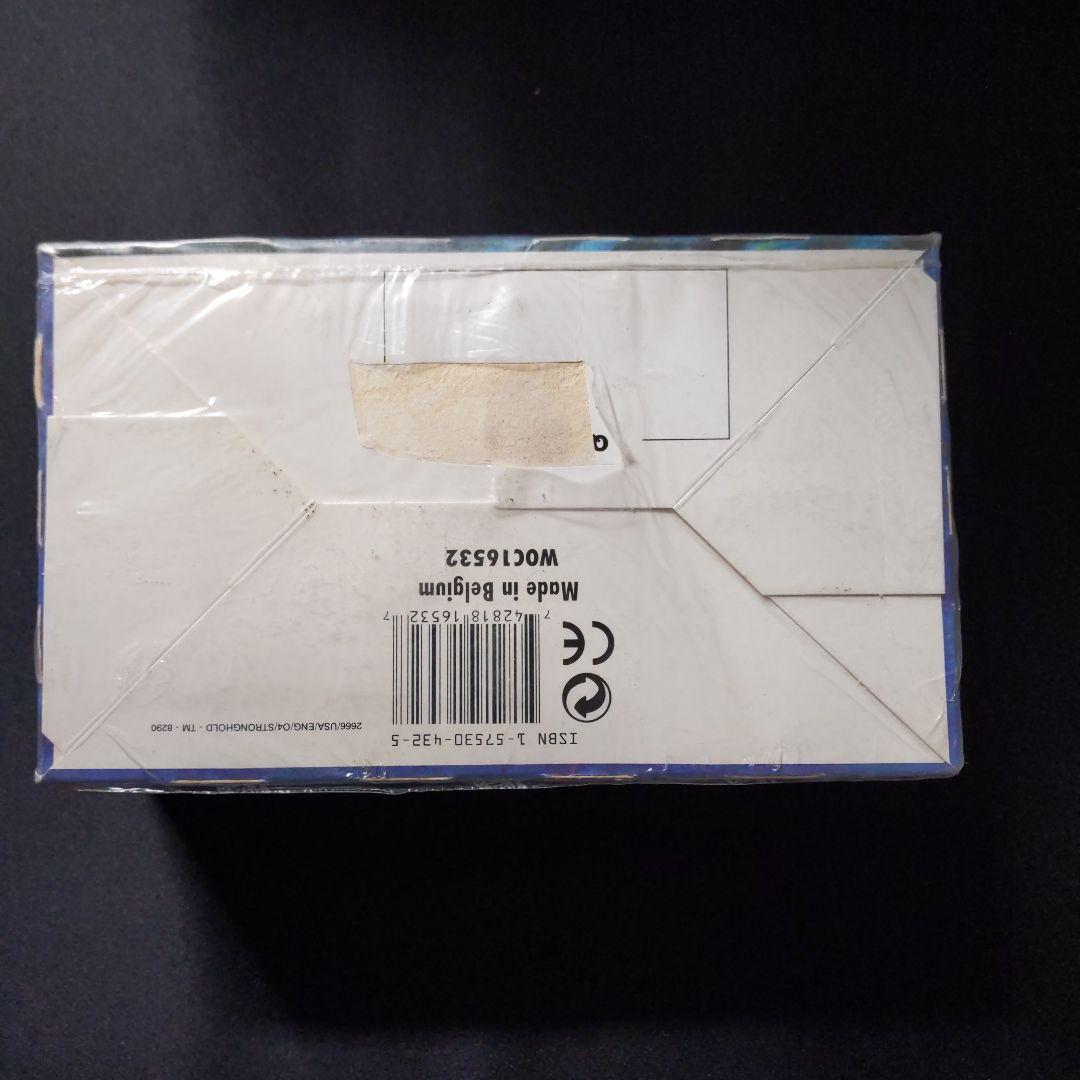 ISBN 1-57530-432-5
7 42818 16532 7
CE
2666/USA/ENG/04/STRONGHOLD - TM - 8290
Made in Belgium
WOC16532